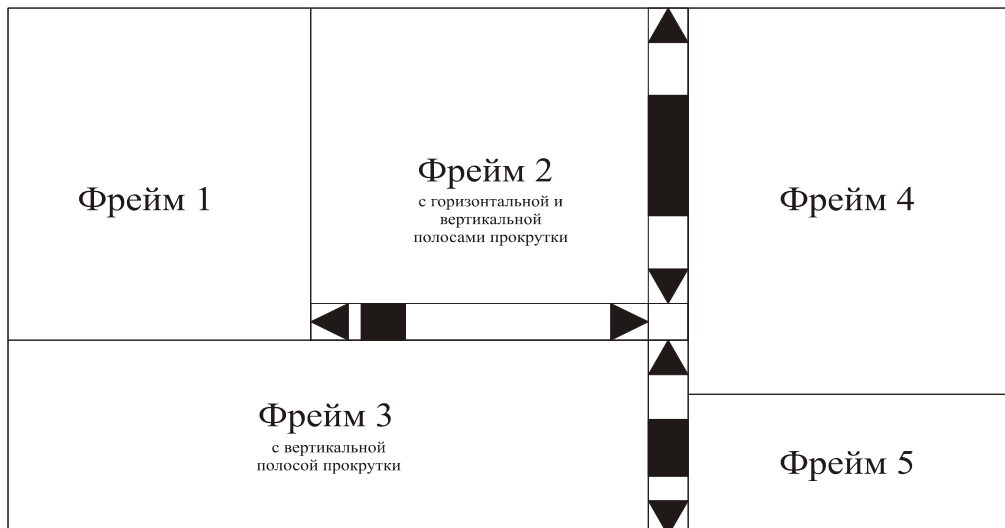 Фрейм 1
Фрейм 2
с горизонтальной и
вертикальной
полосами прокрутки
Фрейм 4
Фрейм 3
с вертикальной
полосой прокрутки
Фрейм 5